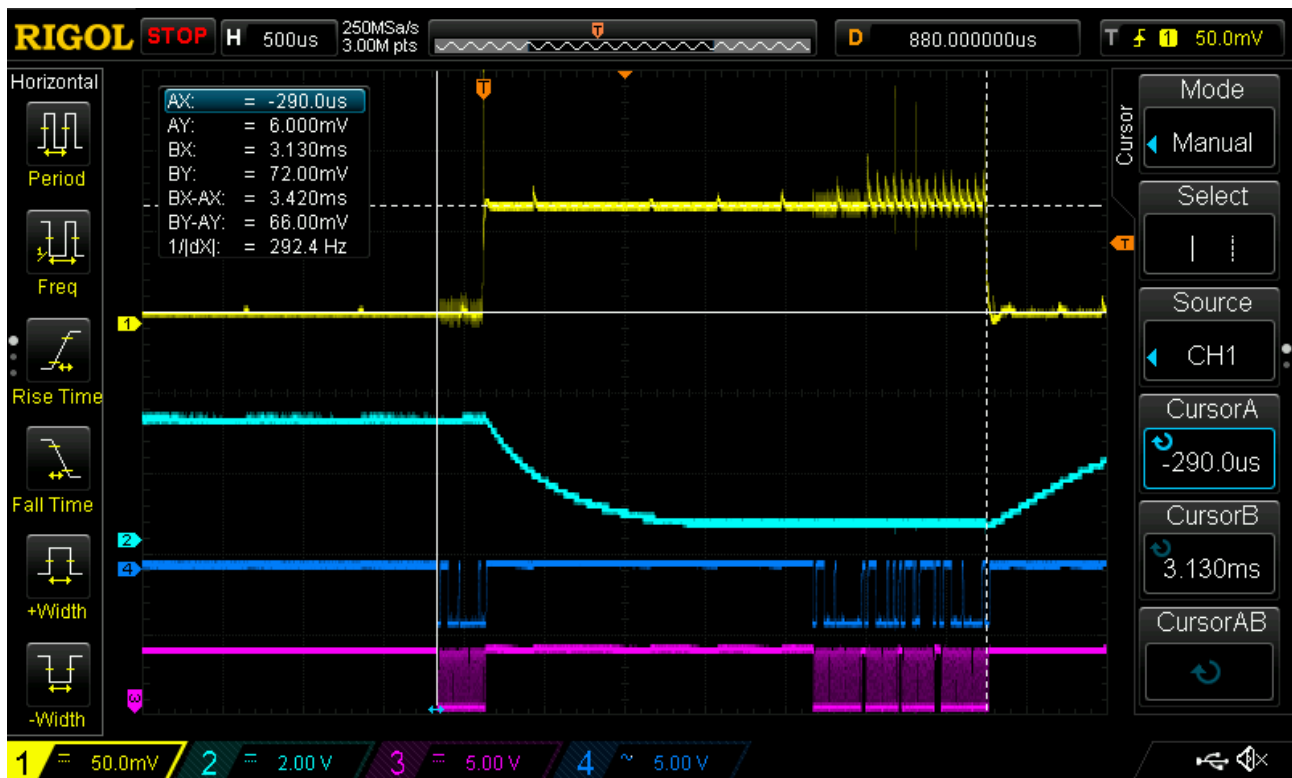 RIGOL STOP H 500us 250MSa/s 3.00M pts T D 880.000000us T 1 50.0mV
Horizontal
Period
Freq
Rise Time
Fall Time
+Width
-Width
T
AX: = -290.0us
AY: = 6.000mV
BX: = 3.130ms
BY: = 72.00mV
BX-AX: = 3.420ms
BY-AY: = 66.00mV
1/|dX|: = 292.4 Hz
T
1
2
4
Cursor
Mode
Manual
Select
Source
CH1
CursorA
-290.0us
CursorB
3.130ms
CursorAB
1 50.0mV 2 2.00 V 3 5.00 V 4 5.00 V